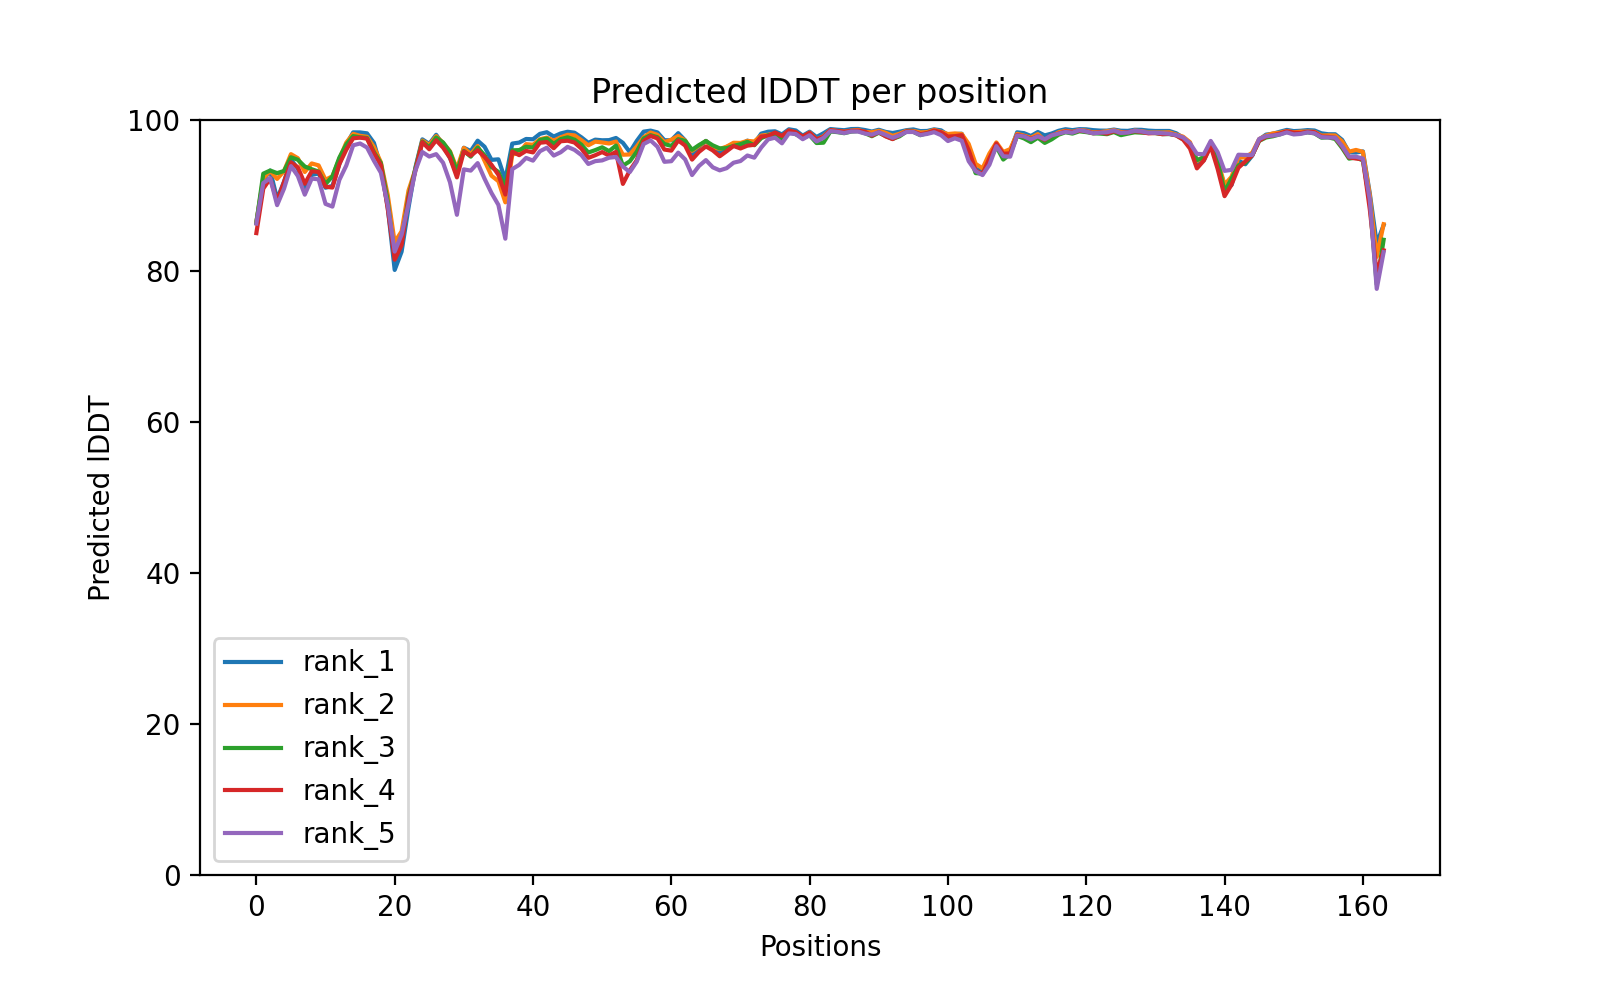 Predicted lDDT per position
100
80
60
40
20
0
Predicted lDDT
rank_1
rank_2
rank_3
rank_4
rank_5
0 20 40 60 80 100 120 140 160
Positions